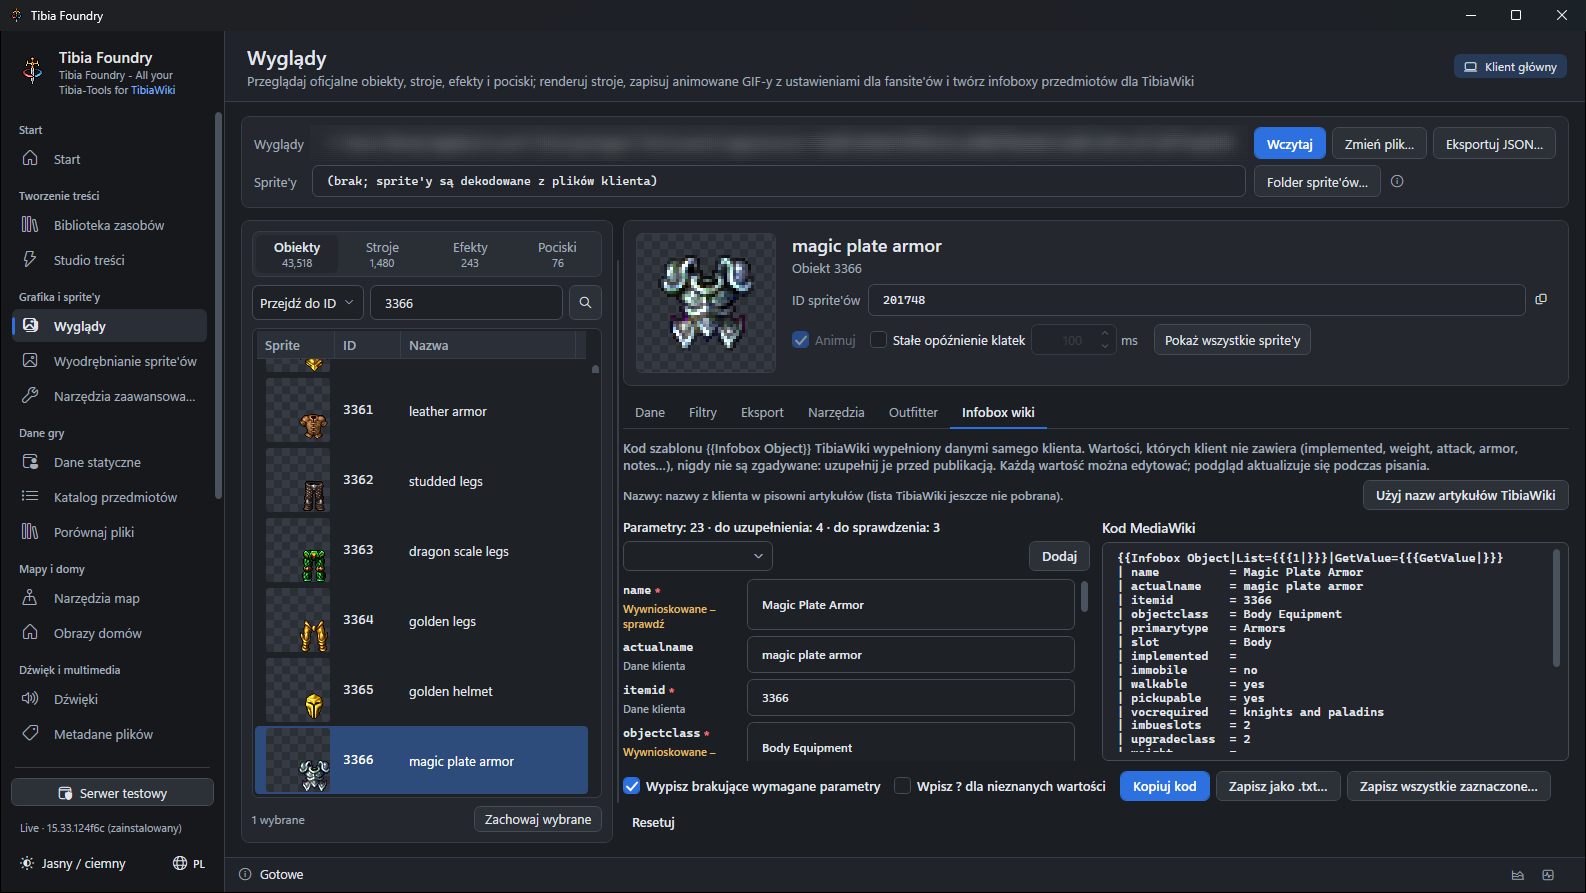 Tibia Foundry
Tibia Foundry
Tibia Foundry - All your
Tibia-Tools for TibiaWiki
Start
Start
Tworzenie treści
Biblioteka zasobów
Studio treści
Grafika i sprite'y
Wyglądy
Wyodrębnianie sprite'ów
Narzędzia zaawansowa...
Dane gry
Dane statyczne
Katalog przedmiotów
Porównaj pliki
Mapy i domy
Narzędzia map
Obrazy domów
Dźwięk i multimedia
Dźwięki
Metadane plików
Serwer testowy
Live · 15.33.124f6c (zainstalowany)
Jasny / ciemny
PL
Wyglądy
Przeglądaj oficjalne obiekty, stroje, efekty i pociski; renderuj stroje, zapisuj animowane GIF-y z ustawieniami dla fansite'ów i twórz infoboxy przedmiotów dla TibiaWiki
Klient główny
Wyglądy
Wczytaj
Zmień plik...
Eksportuj JSON...
Sprite'y
(brak; sprite'y są dekodowane z plików klienta)
Folder sprite'ów...
Obiekty
43,518
Stroje
1,480
Efekty
243
Pociski
76
Przejdź do ID
3366
Sprite
ID
Nazwa
3361
leather armor
3362
studded legs
3363
dragon scale legs
3364
golden legs
3365
golden helmet
3366
magic plate armor
1 wybrane
Zachowaj wybrane
magic plate armor
Obiekt 3366
ID sprite'ów
201748
Animuj
Stałe opóźnienie klatek
100
ms
Pokaż wszystkie sprite'y
Dane
Filtry
Eksport
Narzędzia
Outfitter
Infobox wiki
Kod szablonu {{Infobox Object}} TibiaWiki wypełniony danymi samego klienta. Wartości, których klient nie zawiera (implemented, weight, attack, armor,
notes...), nigdy nie są zgadywane: uzupełnij je przed publikacją. Każdą wartość można edytować; podgląd aktualizuje się podczas pisania.
Nazwy: nazwy z klienta w pisowni artykułów (lista TibiaWiki jeszcze nie pobrana).
Użyj nazw artykułów TibiaWiki
Parametry: 23 · do uzupełnienia: 4 · do sprawdzenia: 3
Dodaj
name *
Wywnioskowane –
sprawdź
Magic Plate Armor
actualname
Dane klienta
magic plate armor
itemid *
Dane klienta
3366
objectclass *
Wywnioskowane –
Body Equipment
Kod MediaWiki
{{Infobox Object|List={{{1|}}}|GetValue={{{GetValue|}}}
| name = Magic Plate Armor
| actualname = magic plate armor
| itemid = 3366
| objectclass = Body Equipment
| primarytype = Armors
| slot = Body
| implemented =
| immobile = no
| walkable = yes
| pickupable = yes
| vocrequired = knights and paladins
| imbueslots = 2
| upgradeclass = 2
Wypisz brakujące wymagane parametry
Wpisz ? dla nieznanych wartości
Kopiuj kod
Zapisz jako .txt...
Zapisz wszystkie zaznaczone...
Resetuj
Gotowe